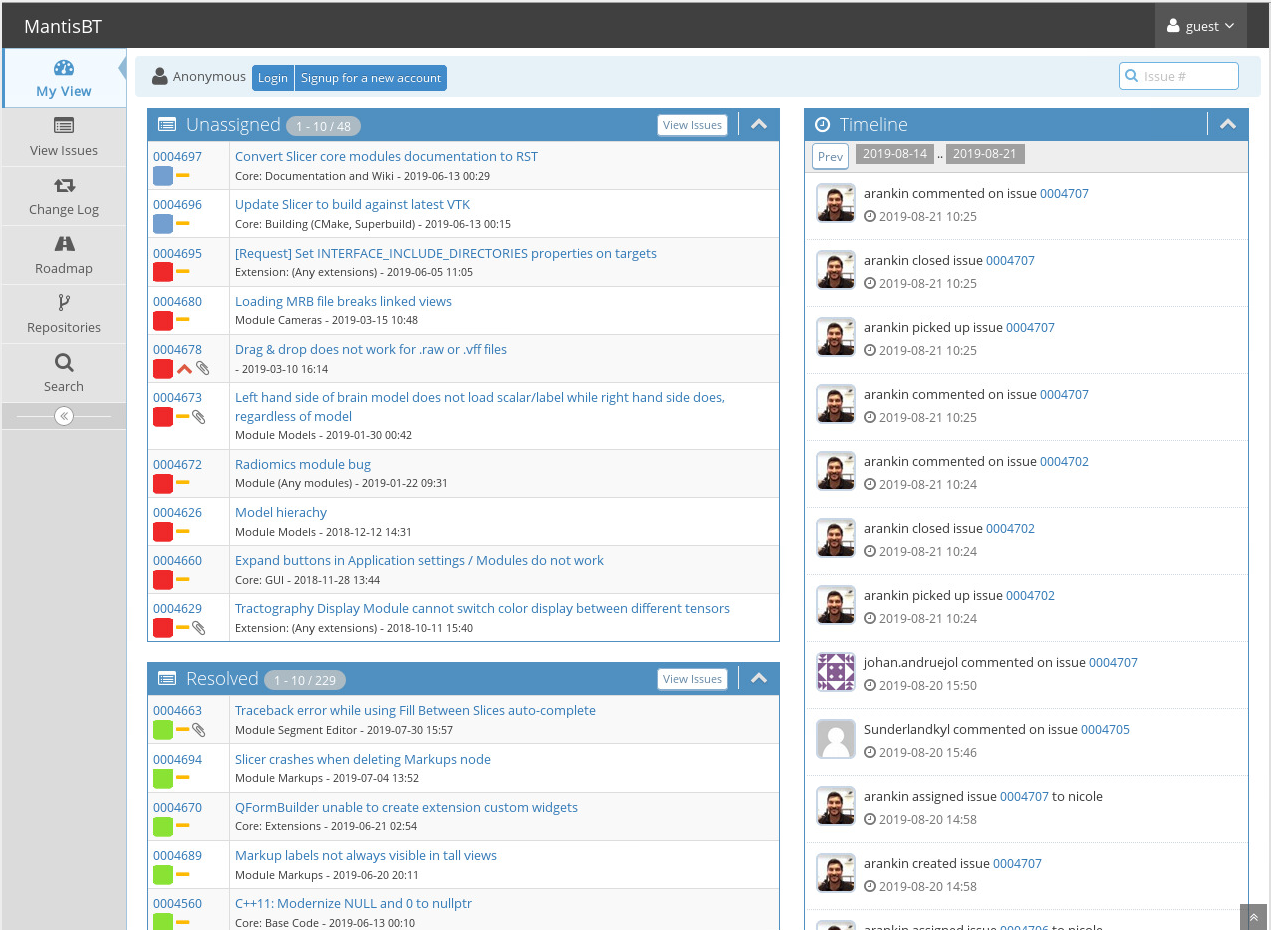 MantisBT
guest
My View
View Issues
Change Log
Roadmap
Repositories
Search
Anonymous
Login
Signup for a new account
Issue #
Unassigned 1 - 10 / 48
View Issues
0004697
Convert Slicer core modules documentation to RST
Core: Documentation and Wiki - 2019-06-13 00:29
0004696
Update Slicer to build against latest VTK
Core: Building (CMake, Superbuild) - 2019-06-13 00:15
0004695
[Request] Set INTERFACE_INCLUDE_DIRECTORIES properties on targets
Extension: (Any extensions) - 2019-06-05 11:05
0004680
Loading MRB file breaks linked views
Module Cameras - 2019-03-15 10:48
0004678
Drag & drop does not work for .raw or .vff files
- 2019-03-10 16:14
0004673
Left hand side of brain model does not load scalar/label while right hand side does,
regardless of model
Module Models - 2019-01-30 00:42
0004672
Radiomics module bug
Module (Any modules) - 2019-01-22 09:31
0004626
Model hierachy
Module Models - 2018-12-12 14:31
0004660
Expand buttons in Application settings / Modules do not work
Core: GUI - 2018-11-28 13:44
0004629
Tractography Display Module cannot switch color display between different tensors
Extension: (Any extensions) - 2018-10-11 15:40
Resolved 1 - 10 / 229
View Issues
0004663
Traceback error while using Fill Between Slices auto-complete
Module Segment Editor - 2019-07-30 15:57
0004694
Slicer crashes when deleting Markups node
Module Markups - 2019-07-04 13:52
0004670
QFormBuilder unable to create extension custom widgets
Core: Extensions - 2019-06-21 02:54
0004689
Markup labels not always visible in tall views
Module Markups - 2019-06-20 20:11
0004560
C++11: Modernize NULL and 0 to nullptr
Core: Base Code - 2019-06-13 00:10
Timeline
Prev 2019-08-14 .. 2019-08-21
arankin commented on issue 0004707
2019-08-21 10:25
arankin closed issue 0004707
2019-08-21 10:25
arankin picked up issue 0004707
2019-08-21 10:25
arankin commented on issue 0004707
2019-08-21 10:25
arankin commented on issue 0004702
2019-08-21 10:24
arankin closed issue 0004702
2019-08-21 10:24
arankin picked up issue 0004702
2019-08-21 10:24
johan.andruejol commented on issue 0004707
2019-08-20 15:50
Sunderlandkyl commented on issue 0004705
2019-08-20 15:46
arankin assigned issue 0004707 to nicole
2019-08-20 14:58
arankin created issue 0004707
2019-08-20 14:58
arankin assigned issue 0004706 to nicole